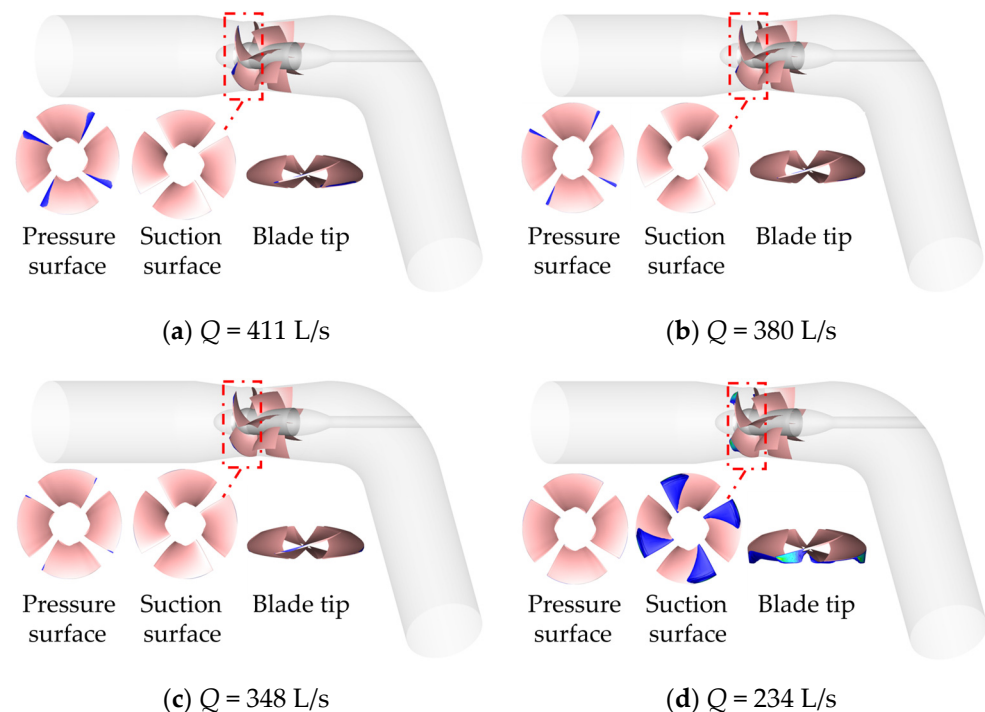 Pressure surface
Suction surface
Blade tip
(a) Q = 411 L/s
Pressure surface
Suction surface
Blade tip
(b) Q = 380 L/s
Pressure surface
Suction surface
Blade tip
(c) Q = 348 L/s
Pressure surface
Suction surface
Blade tip
(d) Q = 234 L/s